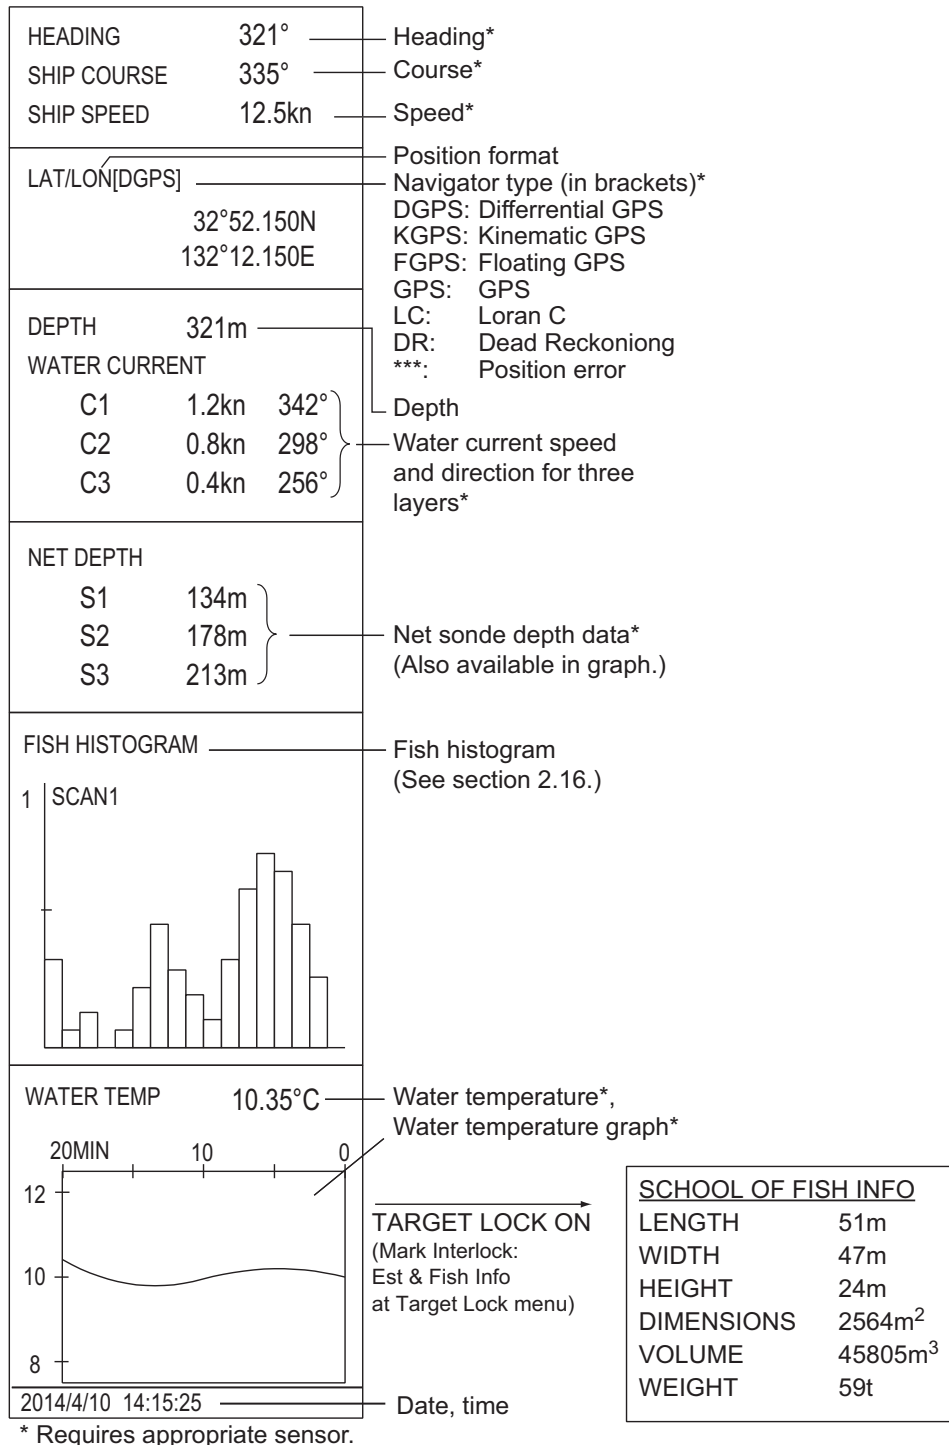 HEADING 321° Heading*
SHIP COURSE 335° Course*
SHIP SPEED 12.5kn Speed*
Position format
LAT/LON[DGPS] Navigator type (in brackets)*
32°52.150N
132°12.150E
DGPS: Differrential GPS
KGPS: Kinematic GPS
FGPS: Floating GPS
GPS: GPS
LC: Loran C
DR: Dead Reckoniong
***: Position error
DEPTH 321m
Depth
WATER CURRENT
C1 1.2kn 342°
C2 0.8kn 298°
C3 0.4kn 256°
Water current speed
and direction for three
layers*
NET DEPTH
S1 134m
S2 178m
S3 213m
Net sonde depth data*
(Also available in graph.)
FISH HISTOGRAM
Fish histogram
(See section 2.16.)
1 SCAN1
WATER TEMP 10.35°C
Water temperature*,
Water temperature graph*
20MIN 10 0
12
10
8
TARGET LOCK ON
(Mark Interlock:
Est & Fish Info
at Target Lock menu)
SCHOOL OF FISH INFO
LENGTH 51m
WIDTH 47m
HEIGHT 24m
DIMENSIONS 2564m²
VOLUME 45805m³
WEIGHT 59t
2014/4/10 14:15:25 Date, time
* Requires appropriate sensor.